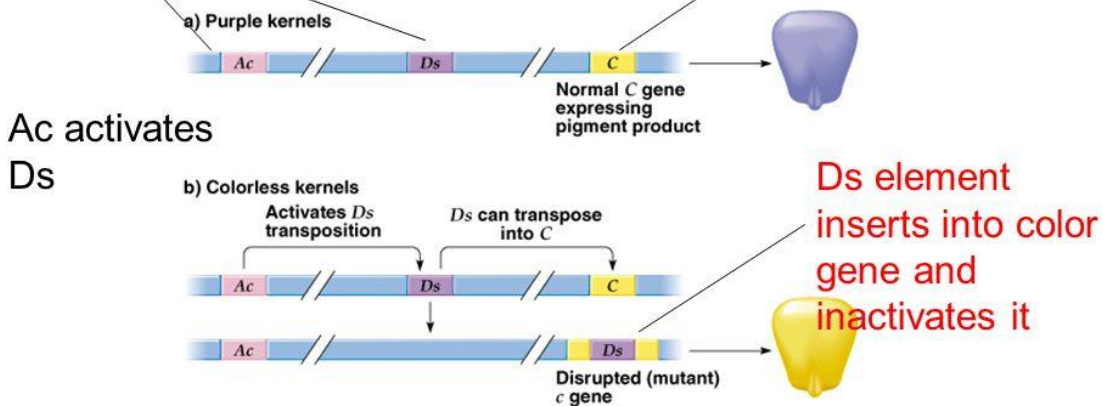 a) Purple kernels
Ac
Ds
C
Normal C gene
expressing
pigment product
Ac activates
Ds
b) Colorless kernels
Activates Ds
transposition
Ds can transpose
into C
Ac
Ds
C
Ds element
inserts into color
gene and
inactivates it
Ac
Ds
Disrupted (mutant)
c gene